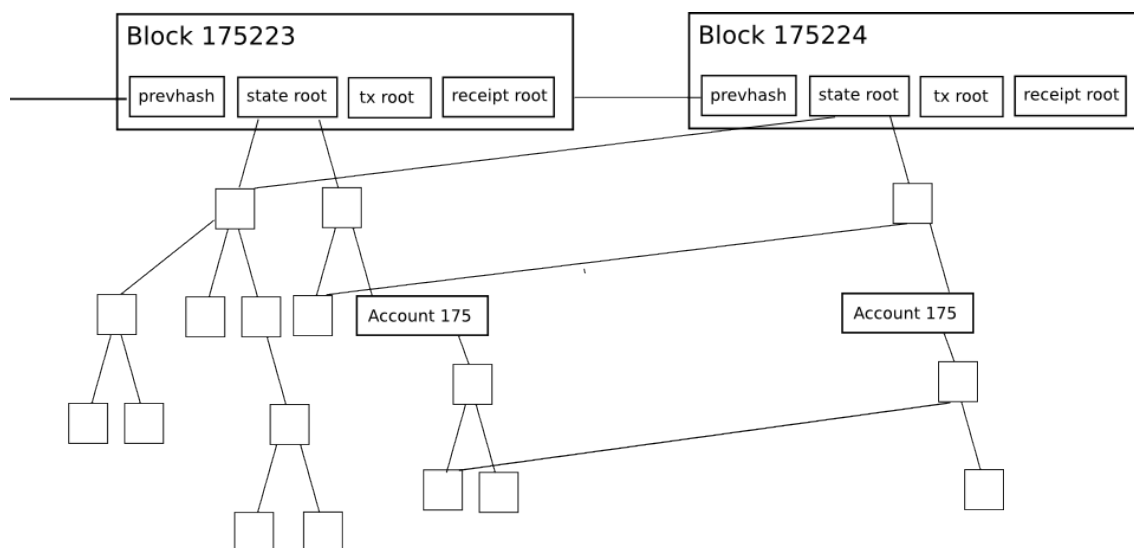 Block 175223
prevhash state root tx root receipt root
Block 175224
prevhash state root tx root receipt root
Account 175
Account 175